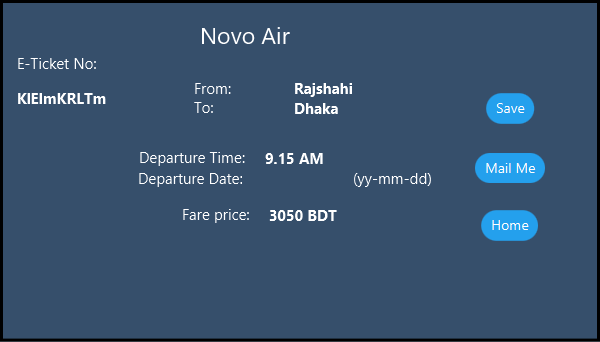 Novo Air
E-Ticket No:
KlElmKRLTm
From: Rajshahi
To: Dhaka
Save
Departure Time: 9.15 AM
Mail Me
Departure Date: (yy-mm-dd)
Fare price: 3050 BDT
Home